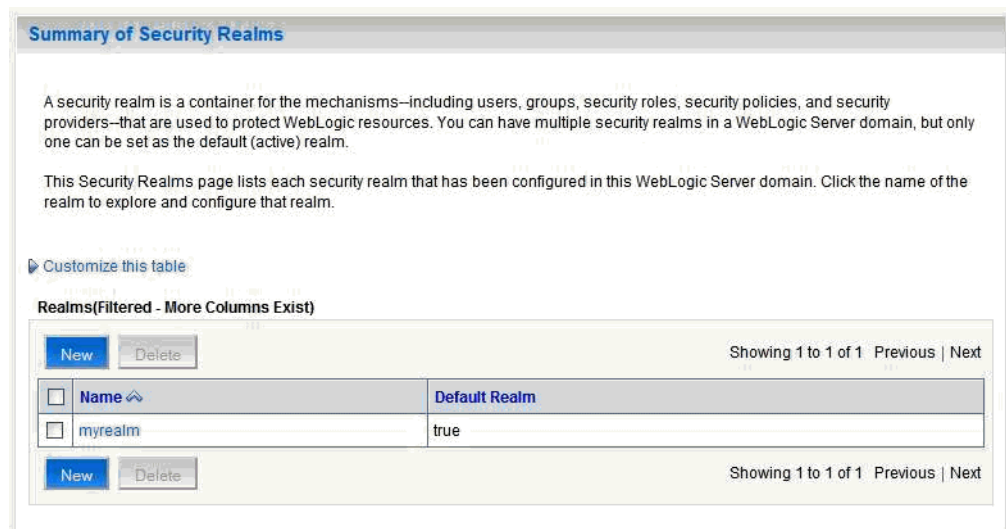 Summary of Security Realms
A security realm is a container for the mechanisms--including users, groups, security roles, security policies, and security
providers--that are used to protect WebLogic resources. You can have multiple security realms in a WebLogic Server domain, but only
one can be set as the default (active) realm.
This Security Realms page lists each security realm that has been configured in this WebLogic Server domain. Click the name of the
realm to explore and configure that realm.
Customize this table
Realms(Filtered - More Columns Exist)
New Delete Showing 1 to 1 of 1 Previous | Next
Name Default Realm
myrealm true
New Delete Showing 1 to 1 of 1 Previous | Next